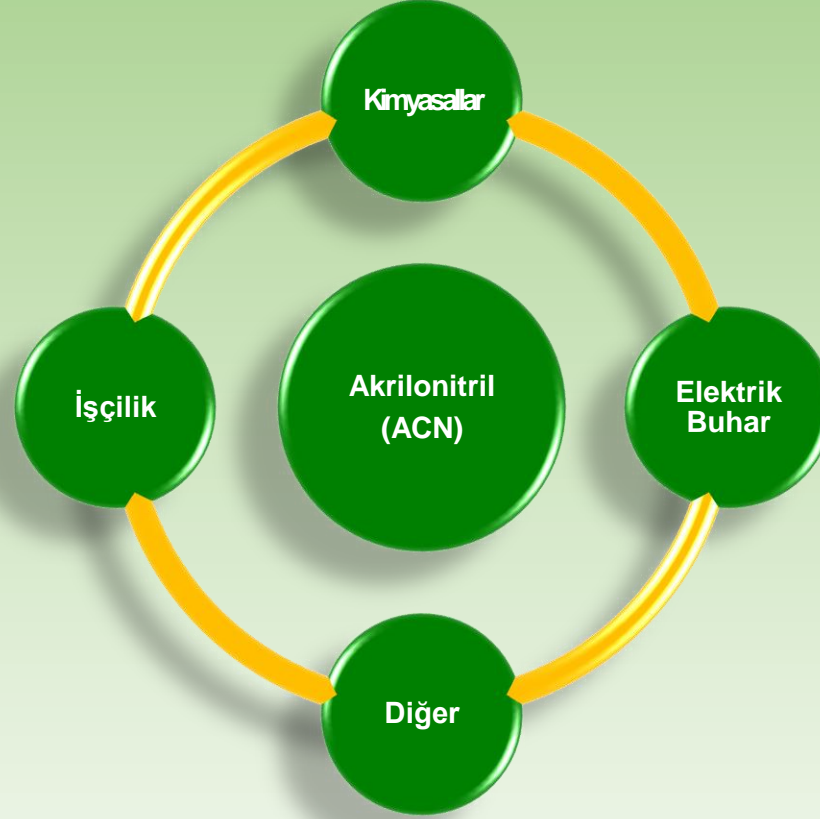 Kimyasallar
İşçilik
Akrilonitril
(ACN)
Elektrik
Buhar
Diğer